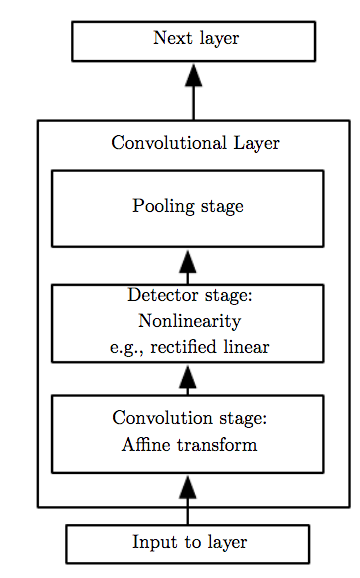 Next layer
Convolutional Layer
Pooling stage
Detector stage:
Nonlinearity
e.g., rectified linear
Convolution stage:
Affine transform
Input to layer